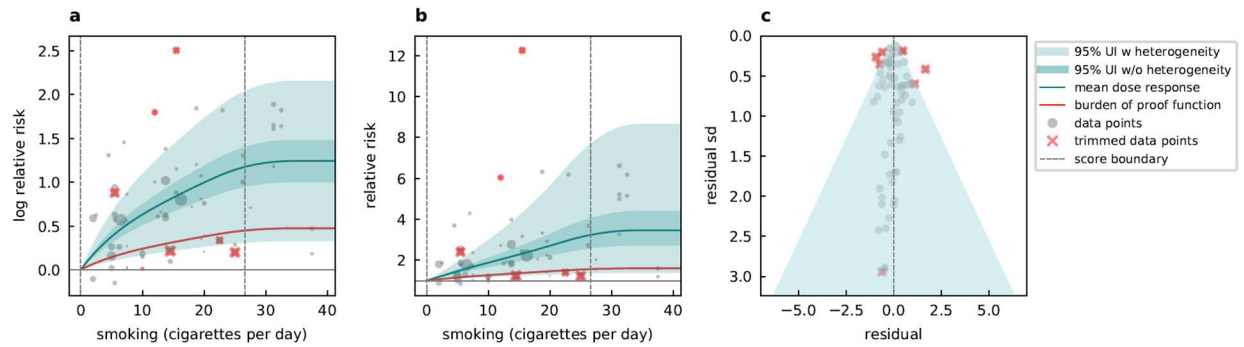 a
2.5
2.0
1.5
1.0
0.5
0.0
log relative risk
0 10 20 30 40
smoking (cigarettes per day)
b
12
10
8
6
4
2
relative risk
0 10 20 30 40
smoking (cigarettes per day)
c
0.0
0.5
1.0
1.5
2.0
2.5
3.0
residual sd
−5.0 −2.5 0.0 2.5 5.0
residual
95% UI w heterogeneity
95% UI w/o heterogeneity
mean dose response
burden of proof function
data points
trimmed data points
score boundary